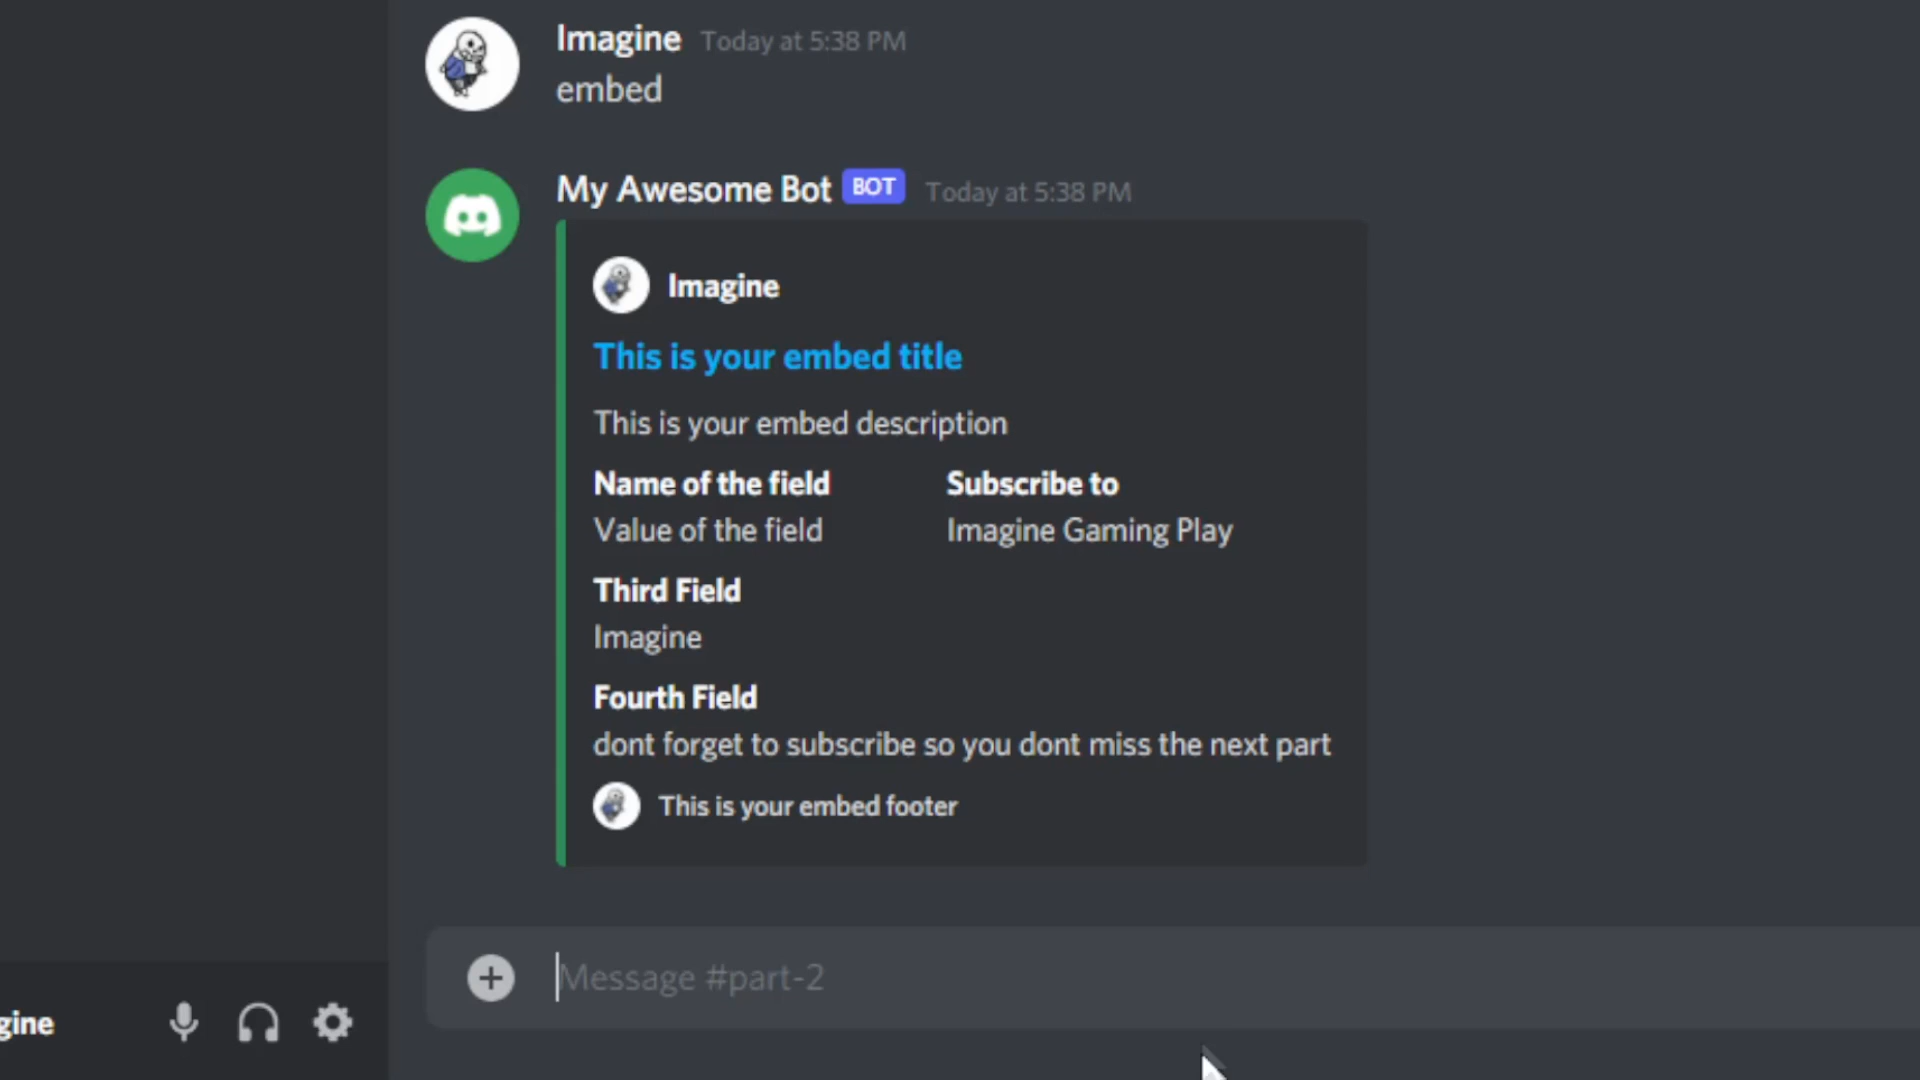 Imagine Today at 5:38 PM
embed
My Awesome Bot BOT Today at 5:38 PM
Imagine
This is your embed title
This is your embed description
Name of the field Subscribe to
Value of the field Imagine Gaming Play
Third Field
Imagine
Fourth Field
dont forget to subscribe so you dont miss the next part
This is your embed footer
Message #part-2
gine